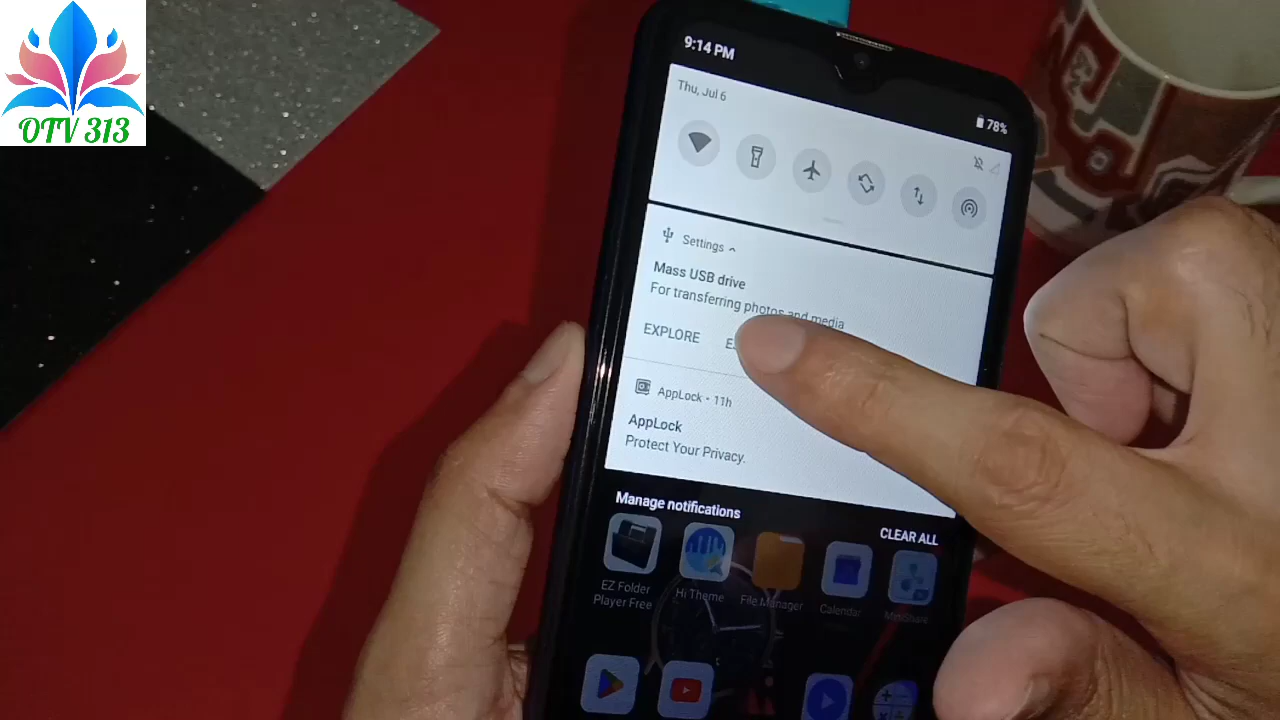 OTV 313
9:14 PM
78%
Thu, Jul 6
Settings
Mass USB drive
For transferring photos and media
EXPLORE
AppLock • 11h
AppLock
Protect Your Privacy.
Manage notifications
CLEAR ALL
EZ Folder
Player Free
Hi Theme
File Manager
Calendar